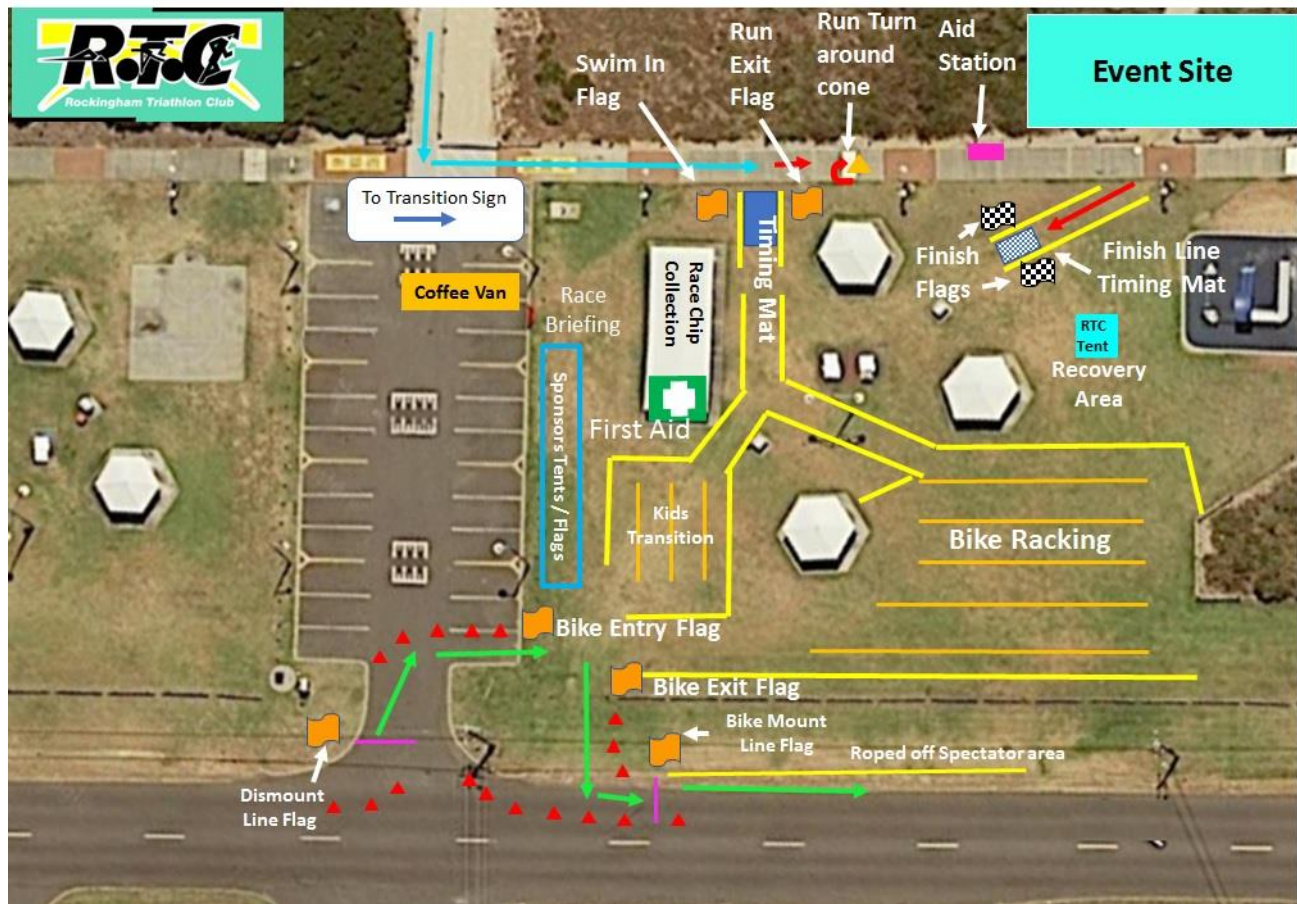 R.T.C
Rockingham Triathlon Club
Swim In
Flag
Run
Exit
Flag
Run Turn
around
cone
Aid
Station
Event Site
To Transition Sign
Coffee Van
Race
Briefing
Race Chip
Collection
Timing Mat
Finish
Flags
Finish Line
Timing Mat
RTC
Tent
Recovery
Area
Sponsors Tents / Flags
First Aid
Kids
Transition
Bike Racking
Bike Entry Flag
Bike Exit Flag
Bike Mount
Line Flag
Roped off Spectator area
Dismount
Line Flag